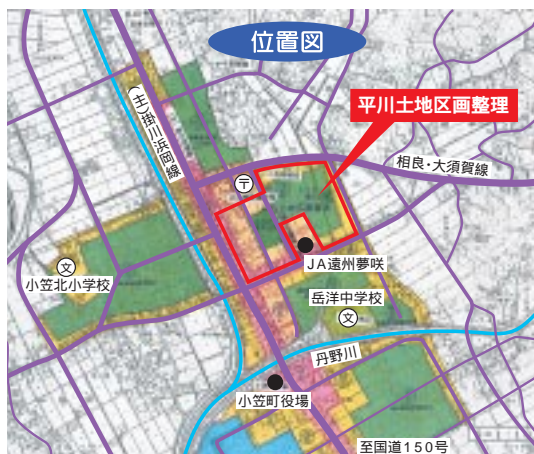 位置図
(主)掛川浜岡線
平川土地区画整理
相良・大須賀線
〒
JA遠州夢咲
文
小笠北小学校
岳洋中学校
文
丹野川
小笠町役場
至国道150号